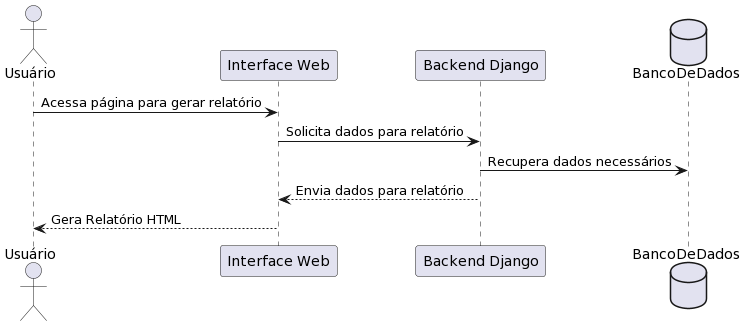 Usuário
Interface Web
Backend Django
BancoDeDados
Acessa página para gerar relatório
Solicita dados para relatório
Recupera dados necessários
Envia dados para relatório
Gera Relatório HTML
Usuário
Interface Web
Backend Django
BancoDeDados